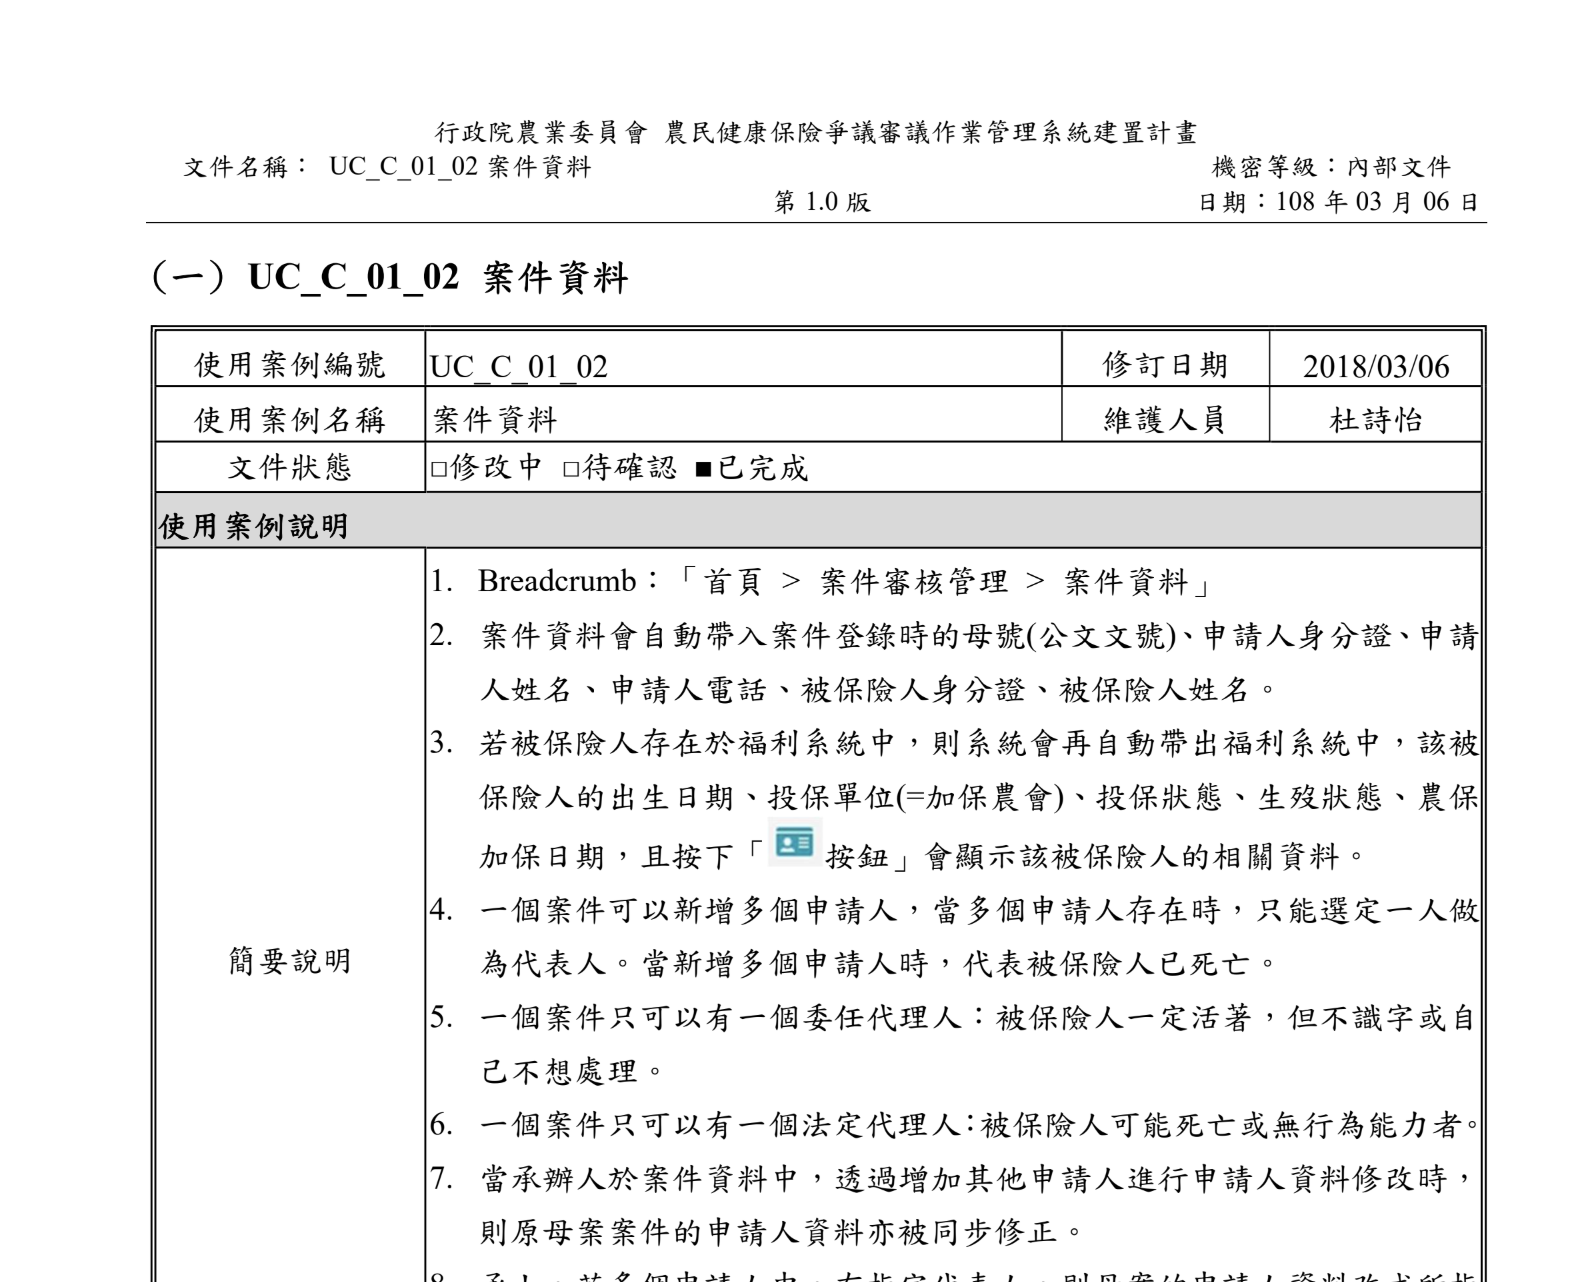 行政院農業委員會 農民健康保險爭議審議作業管理系統建置計畫
文件名稱： UC_C_01_02 案件資料 機密等級：內部文件
第 1.0 版 日期：108 年 03 月 06 日
（一）UC_C_01_02 案件資料
使用案例編號 UC_C_01_02 修訂日期 2018/03/06
使用案例名稱 案件資料 維護人員 杜詩怡
文件狀態 □修改中 □待確認 ■已完成
使用案例說明
簡要說明
1. Breadcrumb：「首頁 > 案件審核管理 > 案件資料」
2. 案件資料會自動帶入案件登錄時的母號(公文文號)、申請人身分證、申請
人姓名、申請人電話、被保險人身分證、被保險人姓名。
3. 若被保險人存在於福利系統中，則系統會再自動帶出福利系統中，該被
保險人的出生日期、投保單位(=加保農會)、投保狀態、生歿狀態、農保
加保日期，且按下「 按鈕」會顯示該被保險人的相關資料。
4. 一個案件可以新增多個申請人，當多個申請人存在時，只能選定一人做
為代表人。當新增多個申請人時，代表被保險人已死亡。
5. 一個案件只可以有一個委任代理人：被保險人一定活著，但不識字或自
己不想處理。
6. 一個案件只可以有一個法定代理人：被保險人可能死亡或無行為能力者。
7. 當承辦人於案件資料中，透過增加其他申請人進行申請人資料修改時，
則原母案案件的申請人資料亦被同步修正。